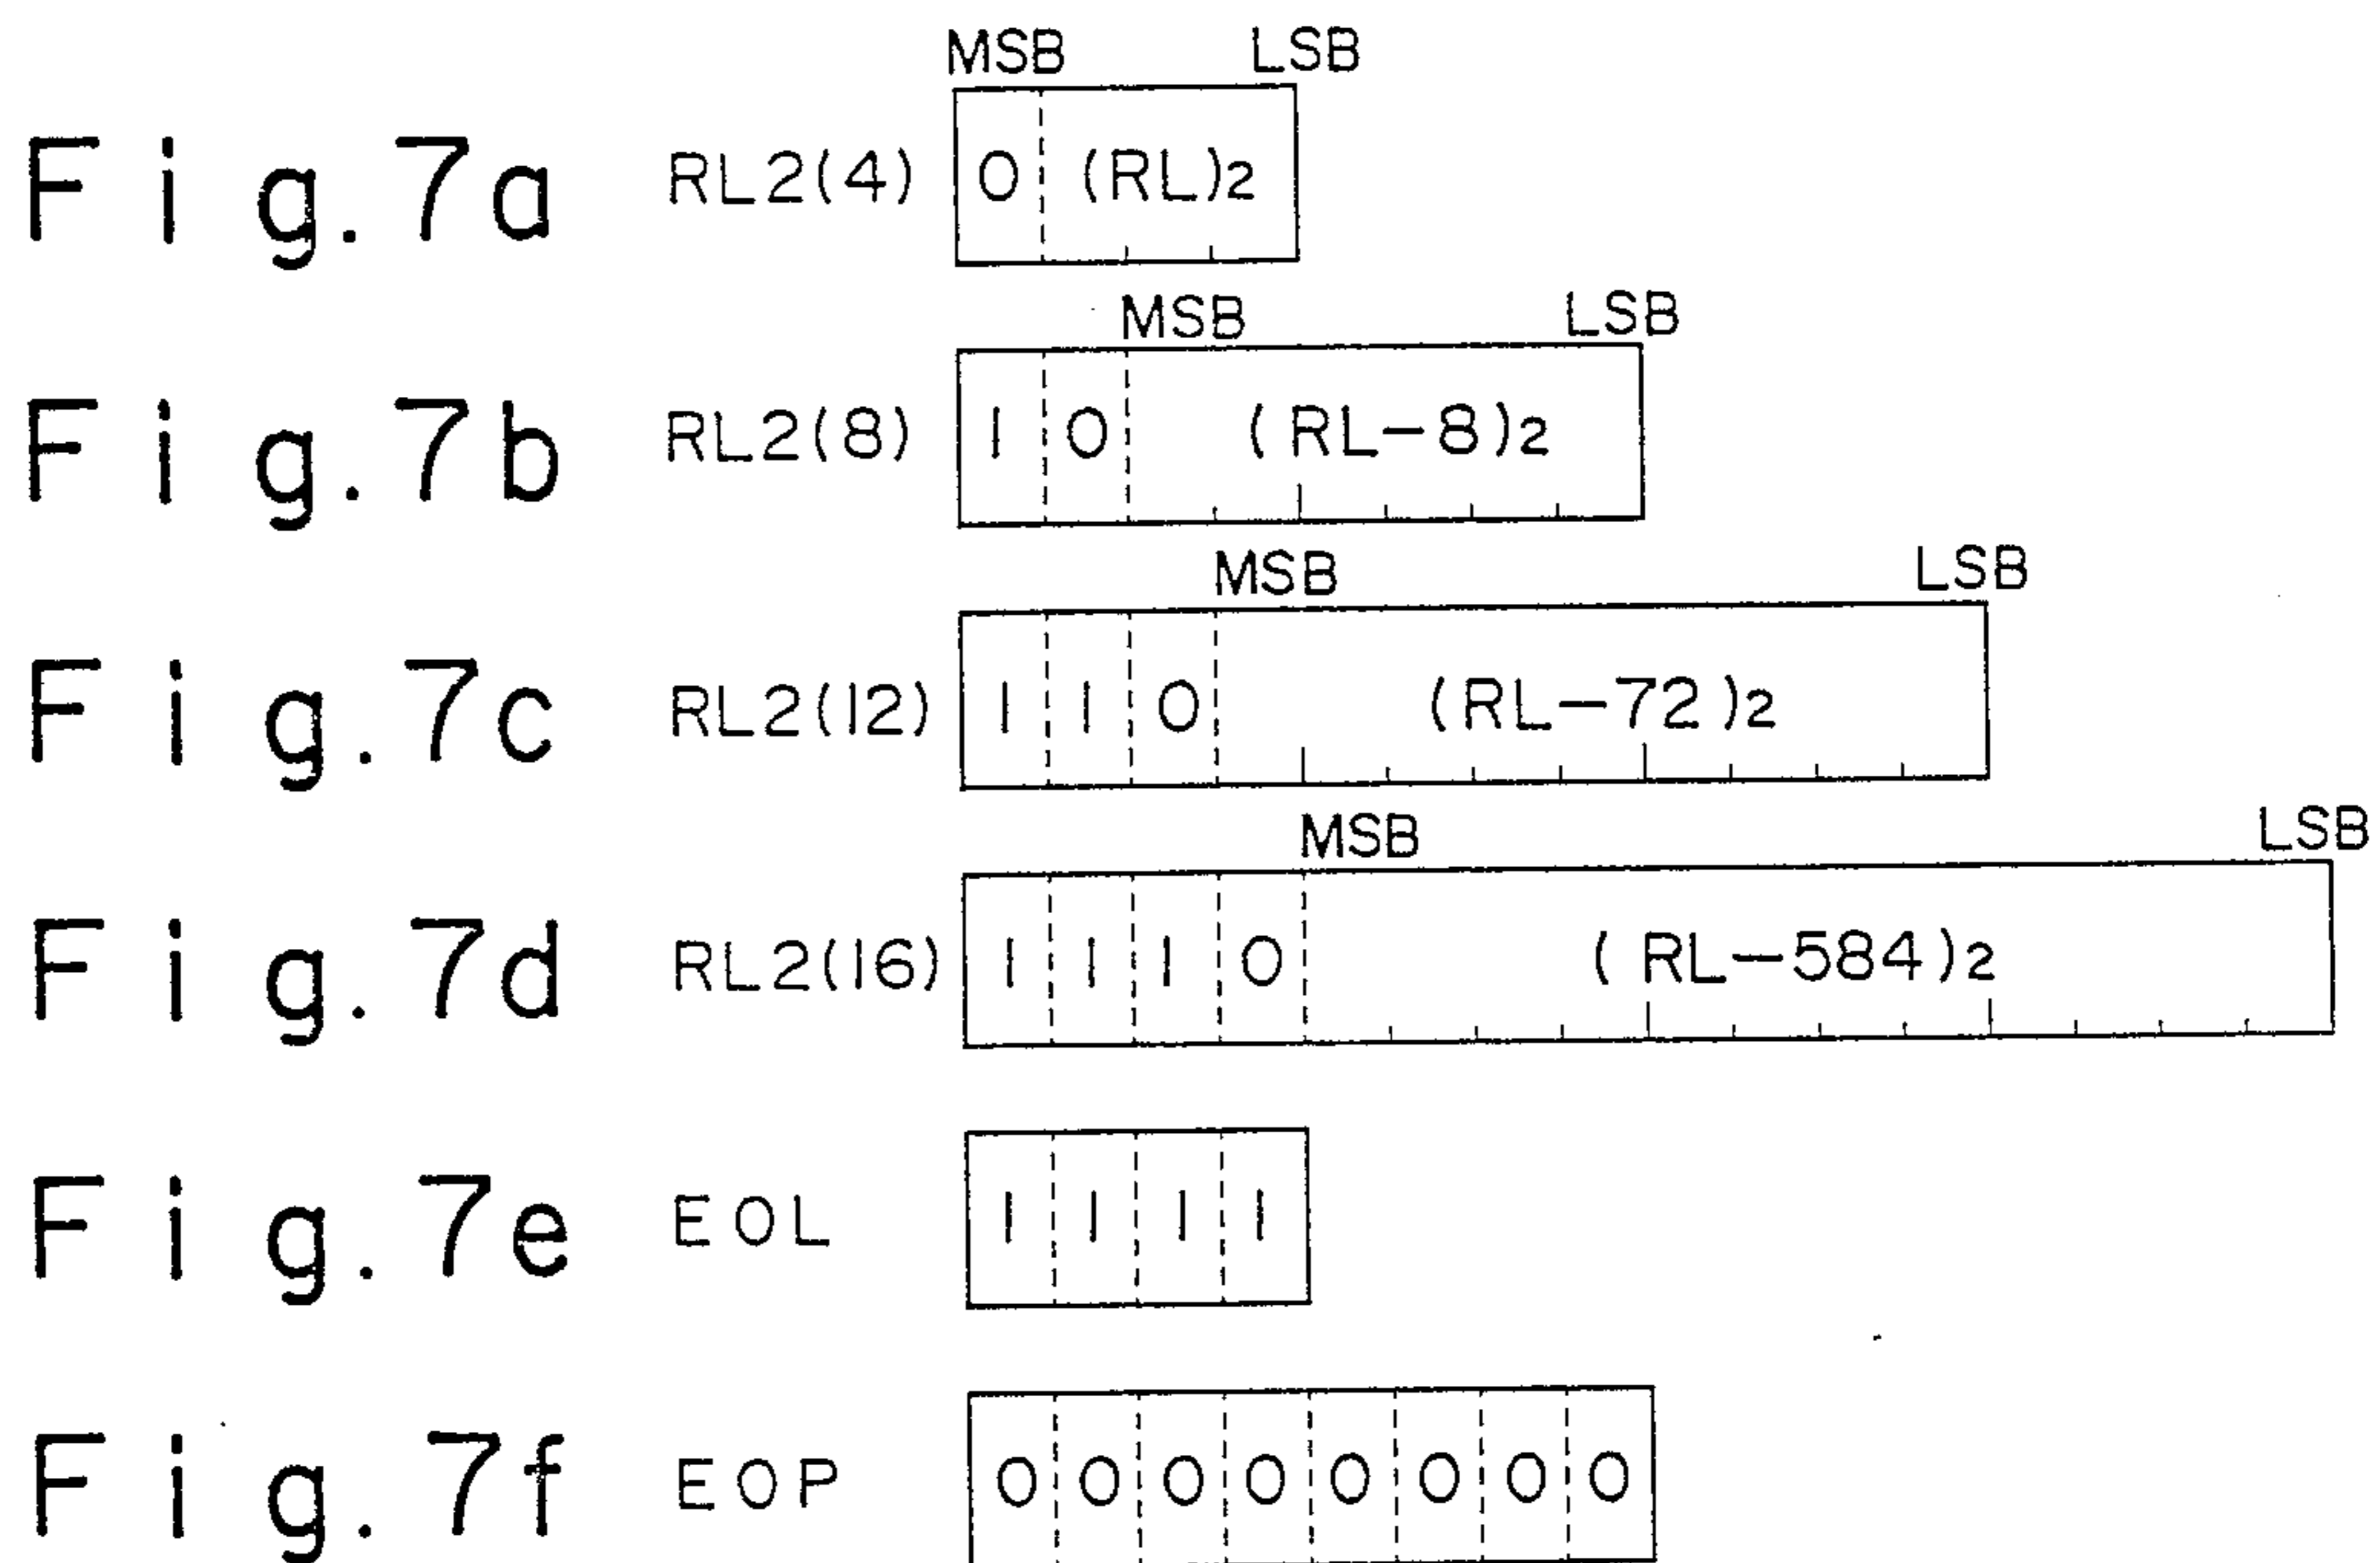 MSB LSB
Fig.7a RL2(4) 0 (RL)2
MSB LSB
Fig.7b RL2(8) 1 0 (RL-8)2
MSB LSB
Fig.7c RL2(12) 1 1 0 (RL-72)2
MSB LSB
Fig.7d RL2(16) 1 1 1 0 (RL-584)2
Fig.7e EOL 1 1 1 1
Fig.7f EOP 0 0 0 0 0 0 0 0